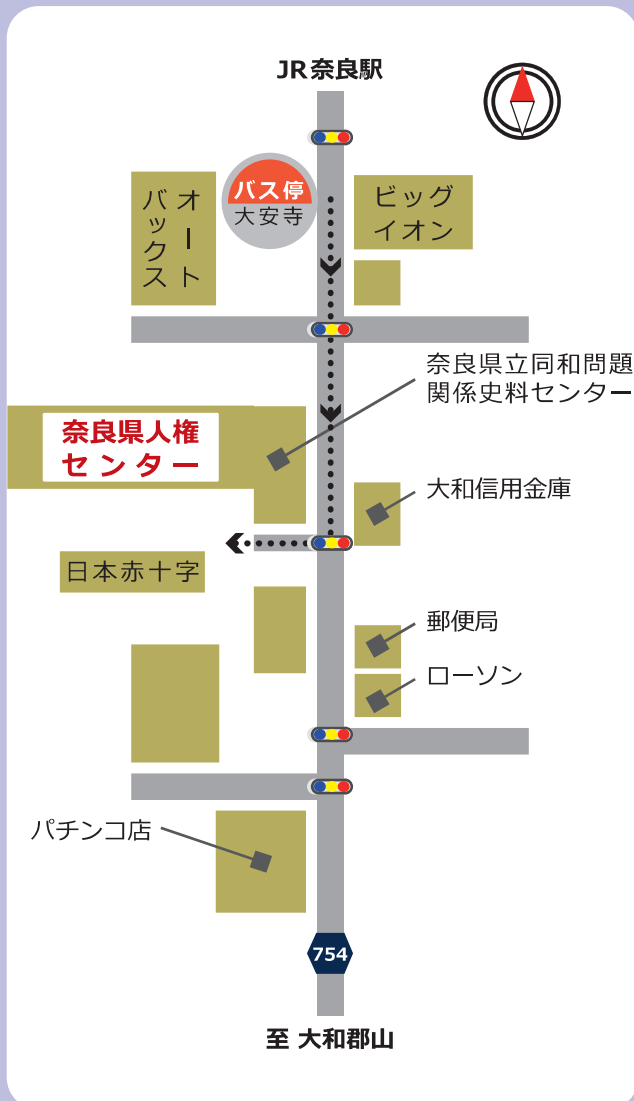 JR奈良駅
バス停
大安寺
オート
バックス
ビッグ
イオン
奈良県立同和問題
関係史料センター
奈良県人権
センター
大和信用金庫
日本赤十字
郵便局
ローソン
パチンコ店
754
至 大和郡山